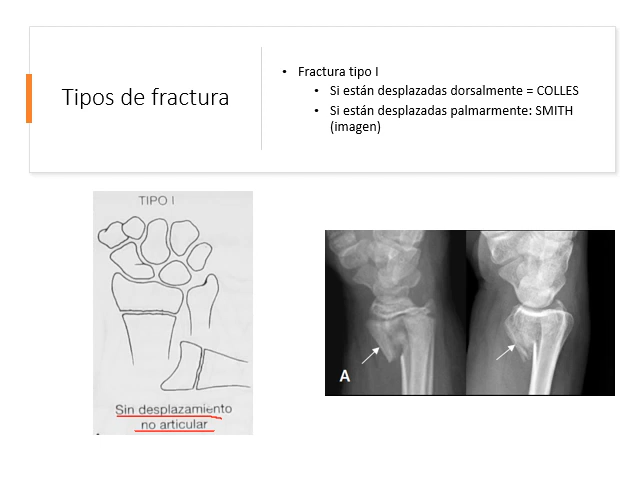 Tipos de fractura
• Fractura tipo I
• Si están desplazadas dorsalmente = COLLES
• Si están desplazadas palmarmente: SMITH
(imagen)
TIPO I
Sin desplazamiento
no articular
A